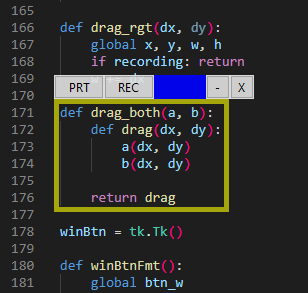 165
166 def drag_rgt(dx, dy):
167     global x, y, w, h
168     if recording: return
169
PRT REC - X
171 def drag_both(a, b):
172     def drag(dx, dy):
173         a(dx, dy)
174         b(dx, dy)
175
176     return drag
177
178 winBtn = tk.Tk()
179
180 def winBtnFmt():
181     global btn_w